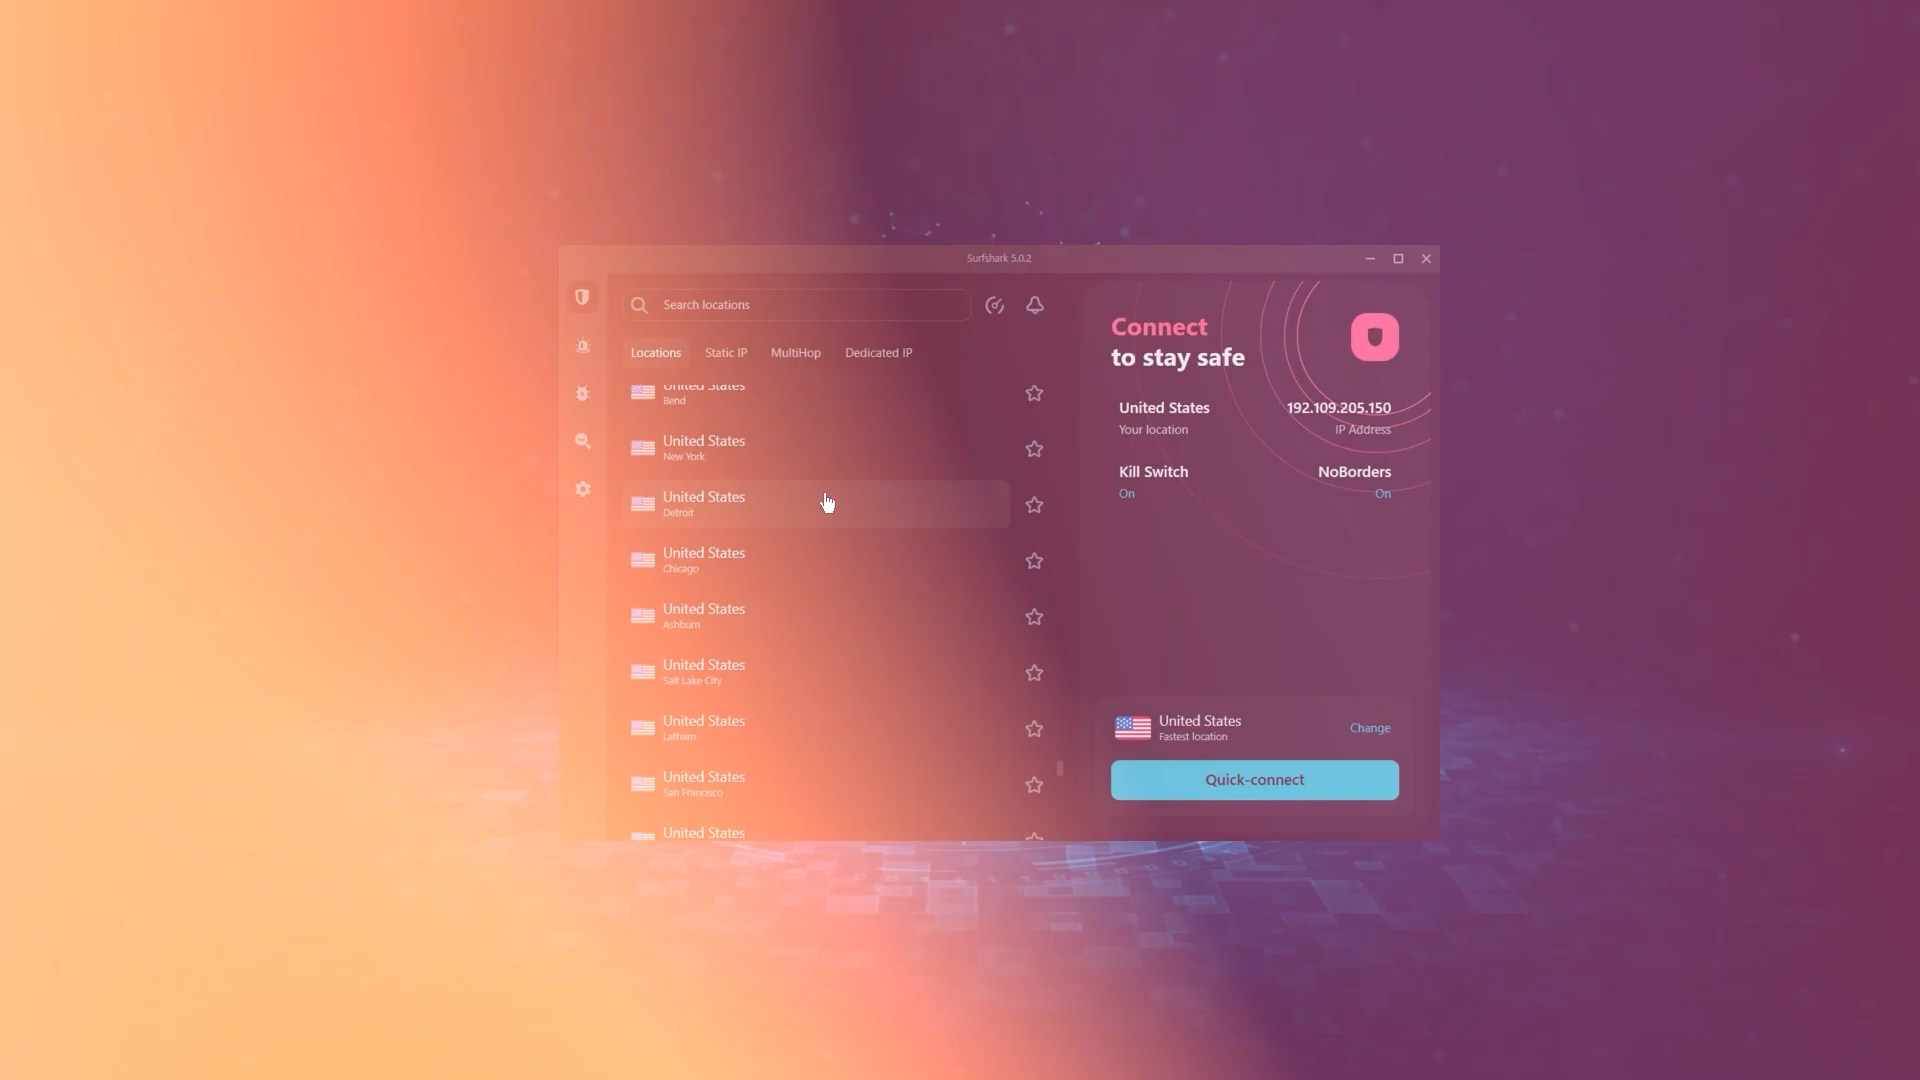 Surfshark 5.0.2
Search locations
Locations
Static IP
MultiHop
Dedicated IP
United States
Bend
United States
New York
United States
Detroit
United States
Chicago
United States
Ashburn
United States
Salt Lake City
United States
Latham
United States
San Francisco
United States
Connect
to stay safe
United States
192.109.205.150
Your location
IP Address
Kill Switch
NoBorders
On
On
United States
Fastest location
Change
Quick-connect